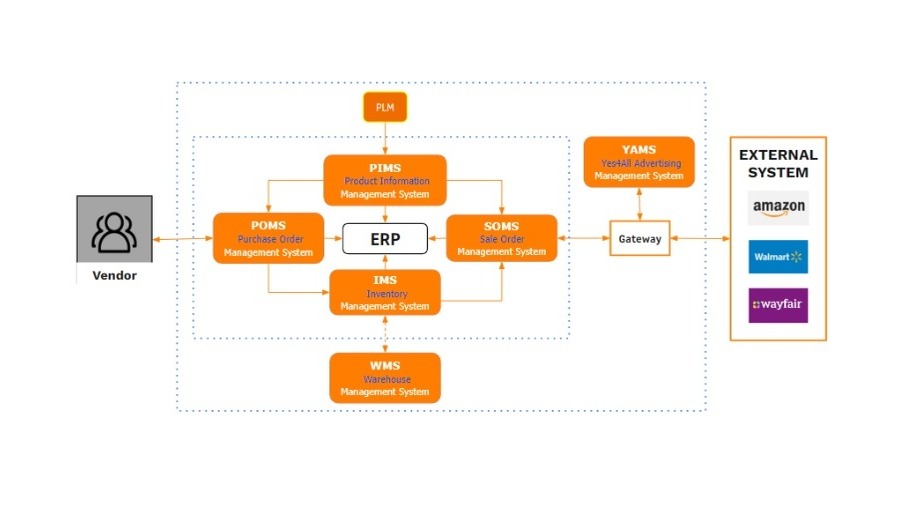 PLM
PIMS
Product Information
Management System
YAMS
Yes4All Advertising
Management System
EXTERNAL
SYSTEM
amazon
Walmart
wayfair
POMS
Purchase Order
Management System
ERP
SOMS
Sale Order
Management System
Gateway
Vendor
IMS
Inventory
Management System
WMS
Warehouse
Management System